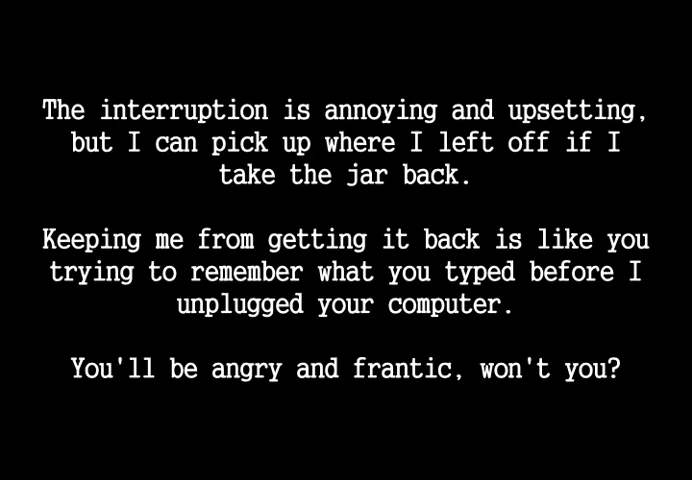 The interruption is annoying and upsetting,
but I can pick up where I left off if I
take the jar back.
Keeping me from getting it back is like you
trying to remember what you typed before I
unplugged your computer.
You'll be angry and frantic, won't you?